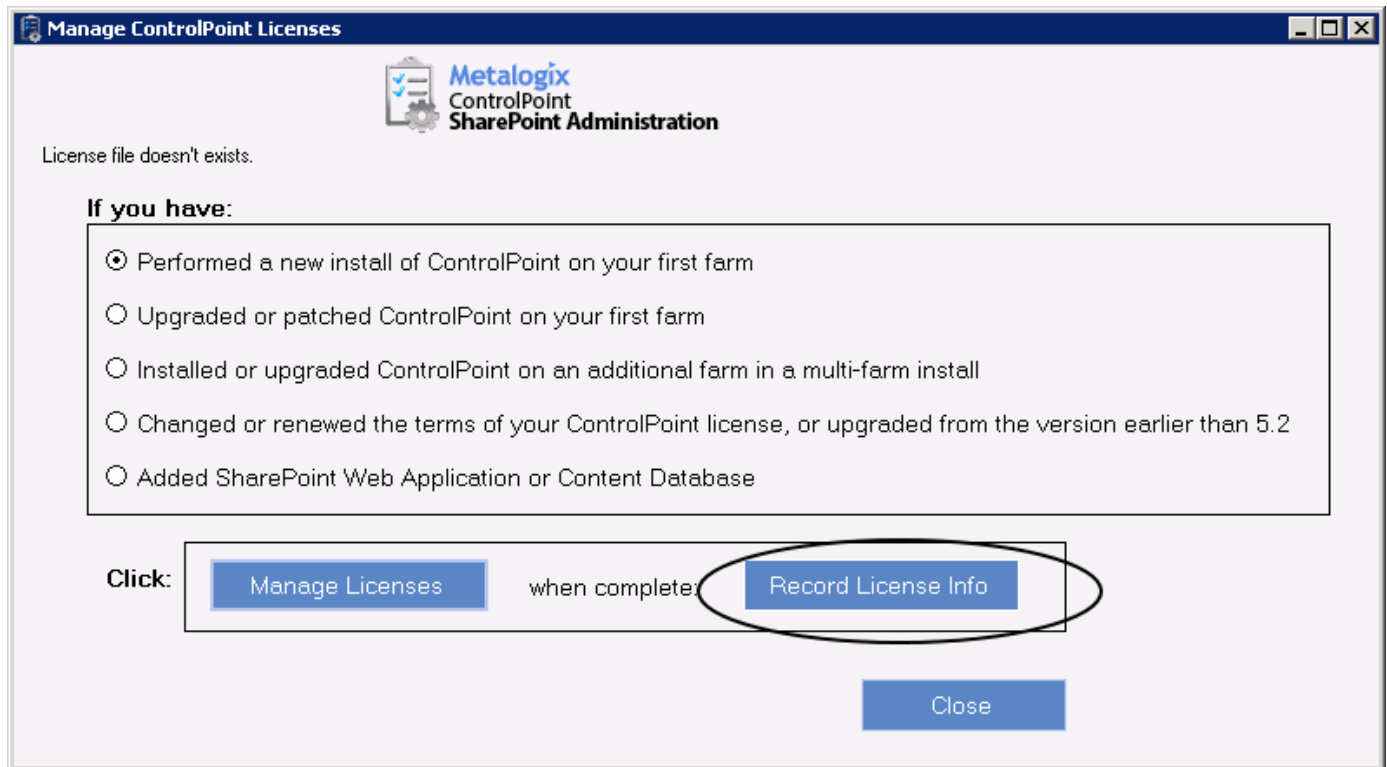 Manage ControlPoint Licenses
Metalogix
ControlPoint
SharePoint Administration
License file doesn't exists.
If you have:
Performed a new install of ControlPoint on your first farm
Upgraded or patched ControlPoint on your first farm
Installed or upgraded ControlPoint on an additional farm in a multi-farm install
Changed or renewed the terms of your ControlPoint license, or upgraded from the version earlier than 5.2
Added SharePoint Web Application or Content Database
Click: Manage Licenses when complete: Record License Info
Close